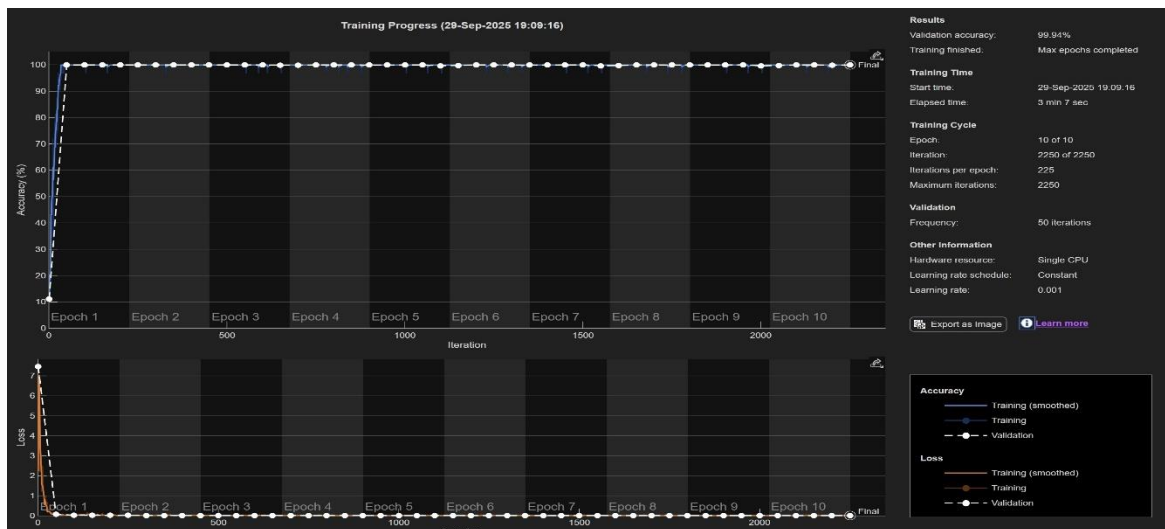 Training Progress (29-Sep-2025 19:09:16)
100
90
80
70
60
50
40
30
20
10
0
Accuracy (%)
Final
Epoch 1 Epoch 2 Epoch 3 Epoch 4 Epoch 5 Epoch 6 Epoch 7 Epoch 8 Epoch 9 Epoch 10
0 500 1000 1500 2000
Iteration
7
6
5
4
3
2
1
0
Loss
Epoch 1 Epoch 2 Epoch 3 Epoch 4 Epoch 5 Epoch 6 Epoch 7 Epoch 8 Epoch 9 Epoch 10
Final
0 500 1000 1500 2000
Results
Validation accuracy: 99.94%
Training finished: Max epochs completed
Training Time
Start time: 29-Sep-2025 19:09:16
Elapsed time: 3 min 7 sec
Training Cycle
Epoch: 10 of 10
Iteration: 2250 of 2250
Iterations per epoch: 225
Maximum iterations: 2250
Validation
Frequency: 50 iterations
Other Information
Hardware resource: Single CPU
Learning rate schedule: Constant
Learning rate: 0.001
Export as Image
Learn more
Accuracy
Training (smoothed)
Training
Validation
Loss
Training (smoothed)
Training
Validation